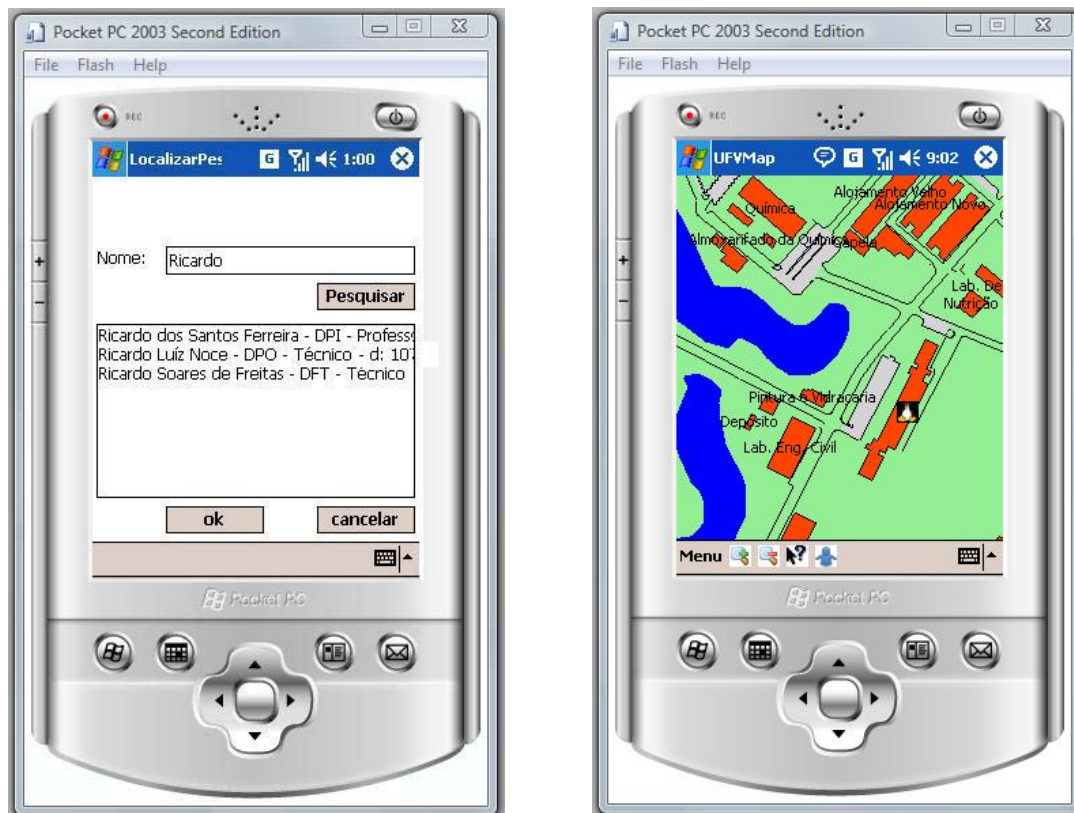 Pocket PC 2003 Second Edition
File Flash Help
REC
LocalizarPes
G
1:00
Nome:
Ricardo
Pesquisar
Ricardo dos Santos Ferreira - DPI - Profess
Ricardo Luíz Noce - DPO - Técnico - d: 107
Ricardo Soares de Freitas - DFT - Técnico
ok
cancelar
Pocket PC
Pocket PC 2003 Second Edition
File Flash Help
REC
UFVMap
G
9:02
Alojamento Velho
Química
Alojamento Novo
Almoxarifado da Química
Capela
Lab. De
Nutrição
Pintura e Vidraçaria
Depósito
Lab. Eng. Civil
Menu
Pocket PC